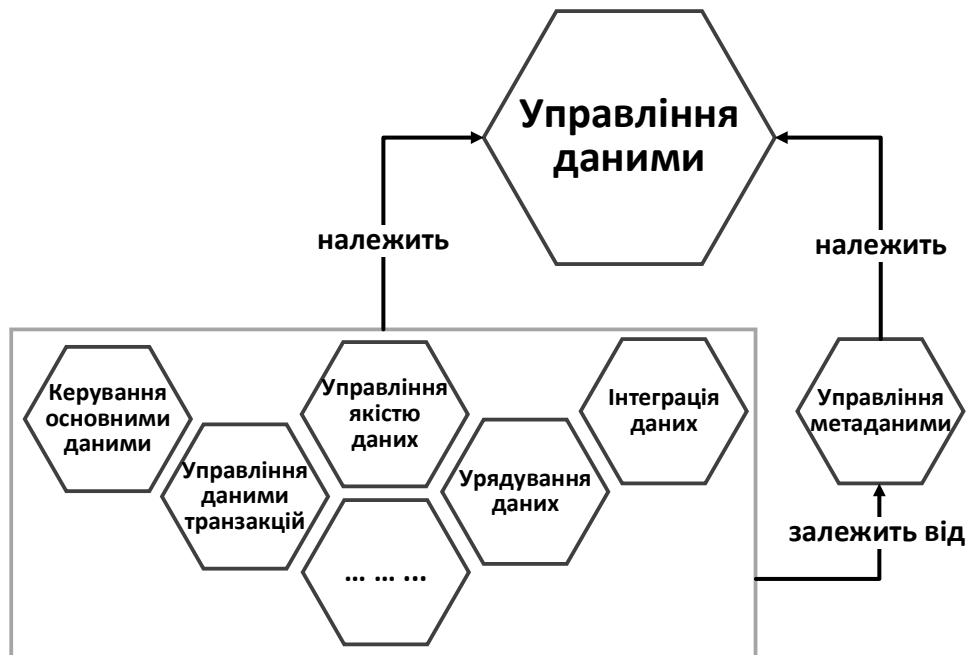 Управління
даними
належить
належить
Керування
основними
даними
Управління
даними
транзакцій
Управління
якістю
даних
... ... ...
Урядування
даних
Інтеграція
даних
Управління
метаданими
залежить від